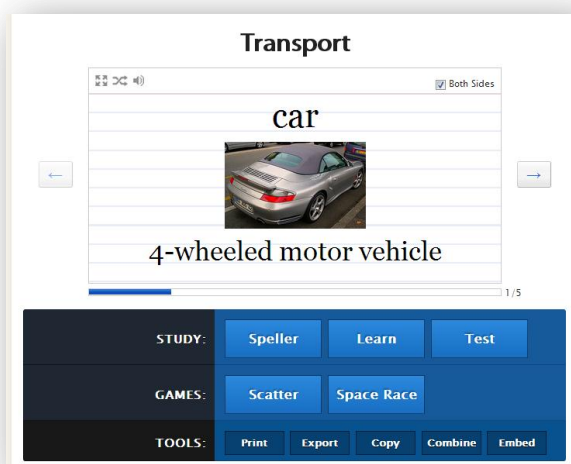 Transport
Both Sides
car
4-wheeled motor vehicle
1/5
STUDY: Speller Learn Test
GAMES: Scatter Space Race
TOOLS: Print Export Copy Combine Embed